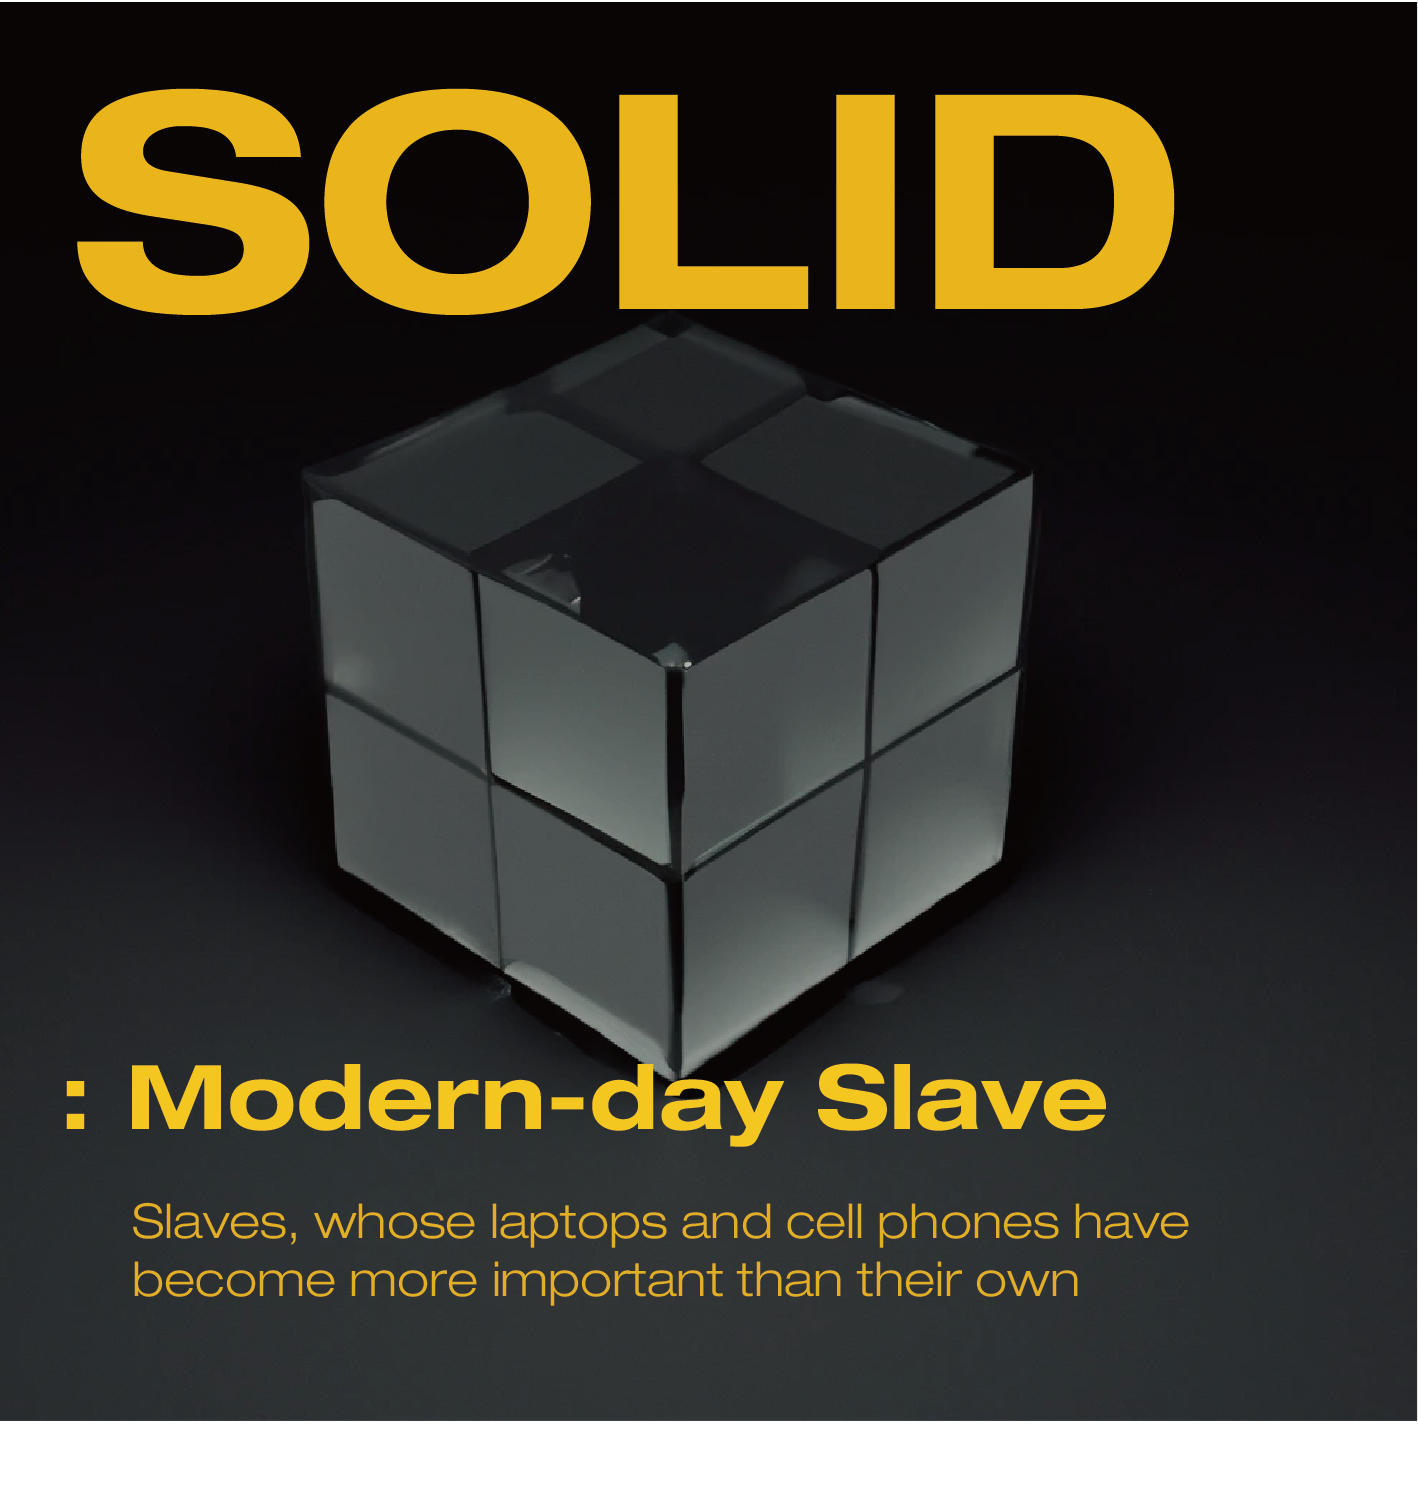 SOLID
: Modern-day Slave
Slaves, whose laptops and cell phones have
become more important than their own